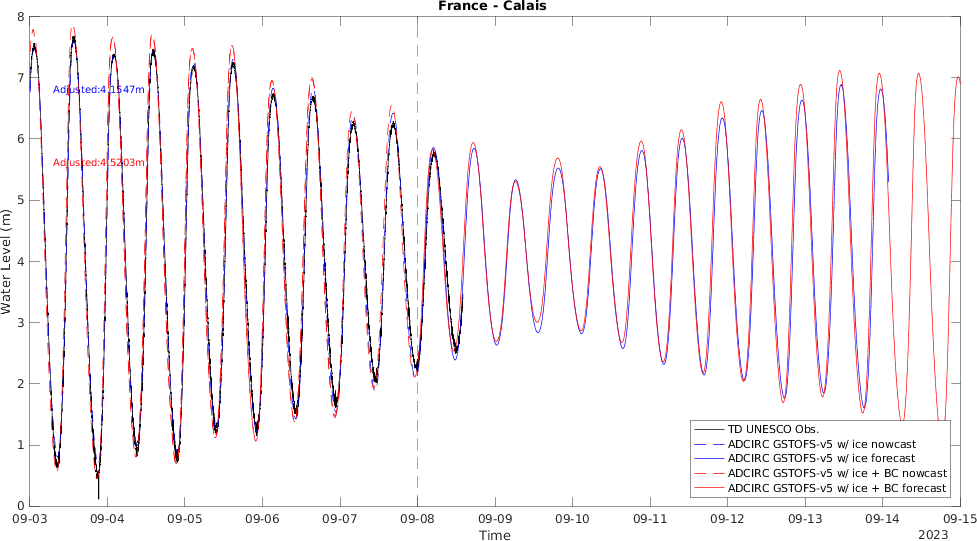 France - Calais
8
7
6
5
4
3
2
1
0
Water Level (m)
Adjusted:4.1547m
Adjusted:4.5203m
TD UNESCO Obs.
ADCIRC GSTOFS-v5 w/ ice nowcast
ADCIRC GSTOFS-v5 w/ ice forecast
ADCIRC GSTOFS-v5 w/ ice + BC nowcast
ADCIRC GSTOFS-v5 w/ ice + BC forecast
09-03 09-04 09-05 09-06 09-07 09-08 09-09 09-10 09-11 09-12 09-13 09-14 09-15
Time
2023